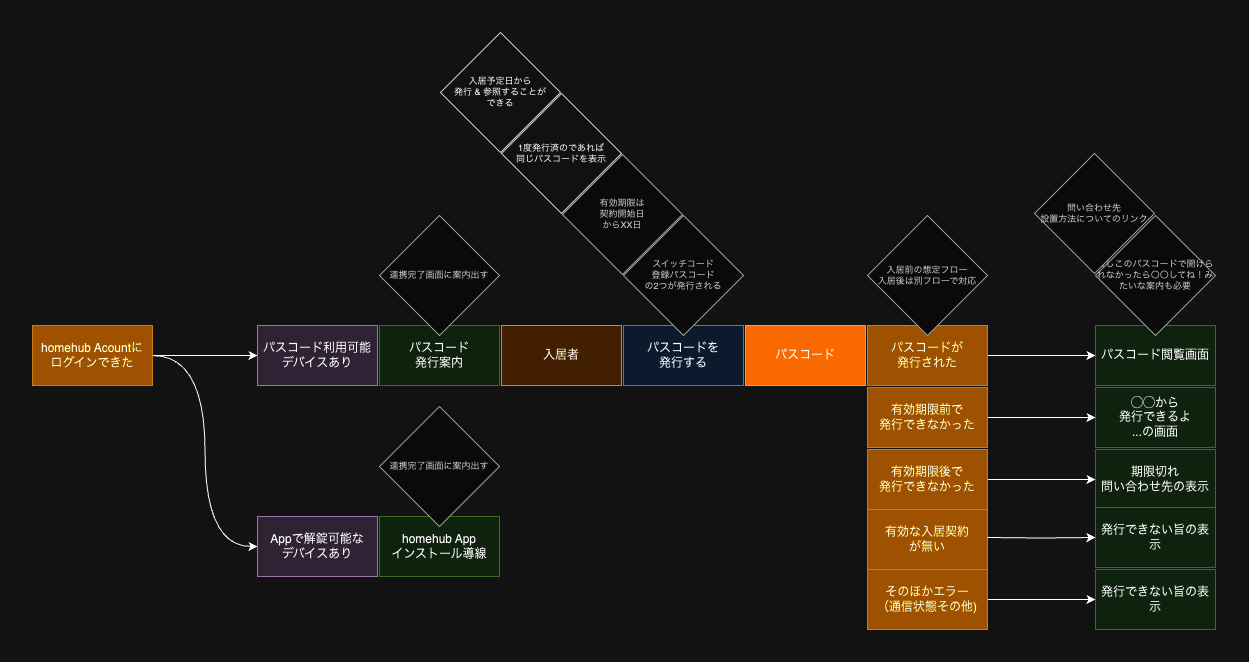 入居予定日から
発行 & 参照することが
できる
1度発行済のであれば
同じパスコードを表示
有効期限は
契約開始日
からXX日
スイッチコード
登録パスコード
の2つが発行される
連携完了画面に案内出す
入居前の想定フロー
入居後は別フローで対応
問い合わせ先
設置方法についてのリンク
しこのパスコードで開けら
れなかったら〇〇してね！み
たいな案内も必要
homehub Acountに
ログインできた
パスコード利用可能
デバイスあり
パスコード
発行案内
入居者
パスコードを
発行する
パスコード
パスコードが
発行された
パスコード閲覧画面
有効期限前で
発行できなかった
〇〇から
発行できるよ
...の画面
有効期限後で
発行できなかった
期限切れ
問い合わせ先の表示
連携完了画面に案内出す
Appで解錠可能な
デバイスあり
homehub App
インストール導線
有効な入居契約
が無い
発行できない旨の表
示
そのほかエラー
（通信状態その他)
発行できない旨の表
示